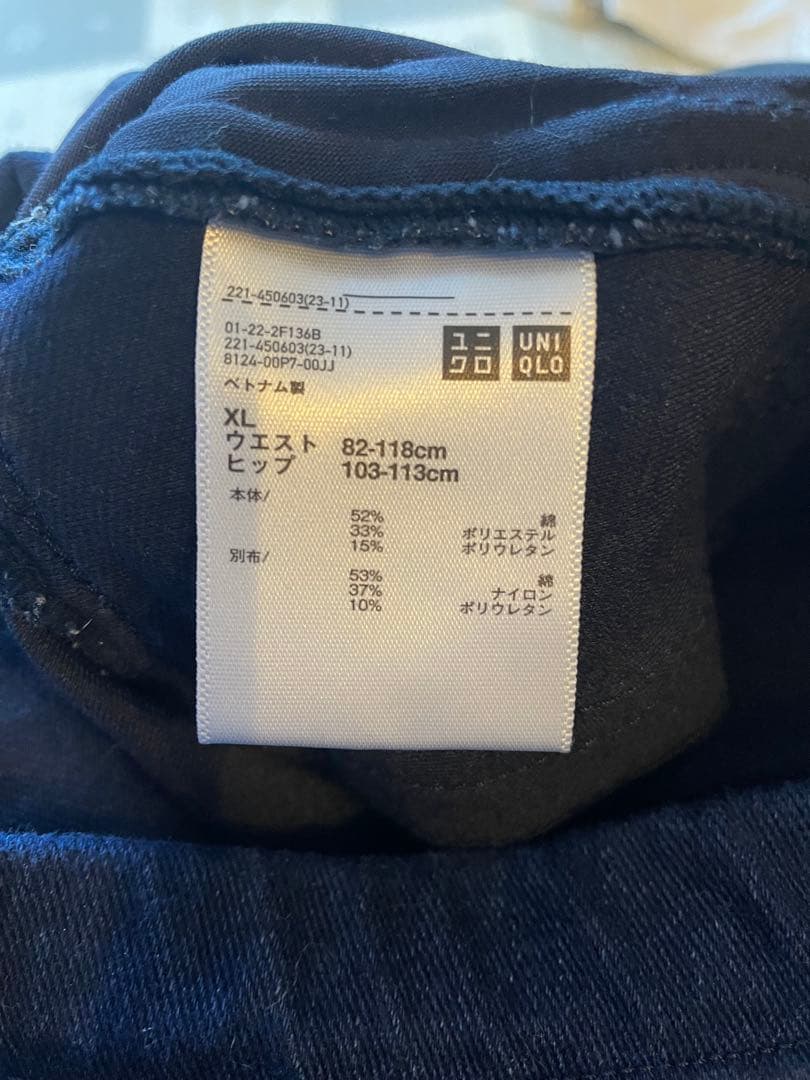 221-450603(23-11)
01-22-2F136B
221-450603(23-11)
8124-00P7-00JJ
ベトナム製
ユニ
クロ
UNI
QLO
XL
ウエスト 82-118cm
ヒップ 103-113cm
本体/
52% 綿
33% ポリエステル
15% ポリウレタン
別布/
53% 綿
37% ナイロン
10% ポリウレタン